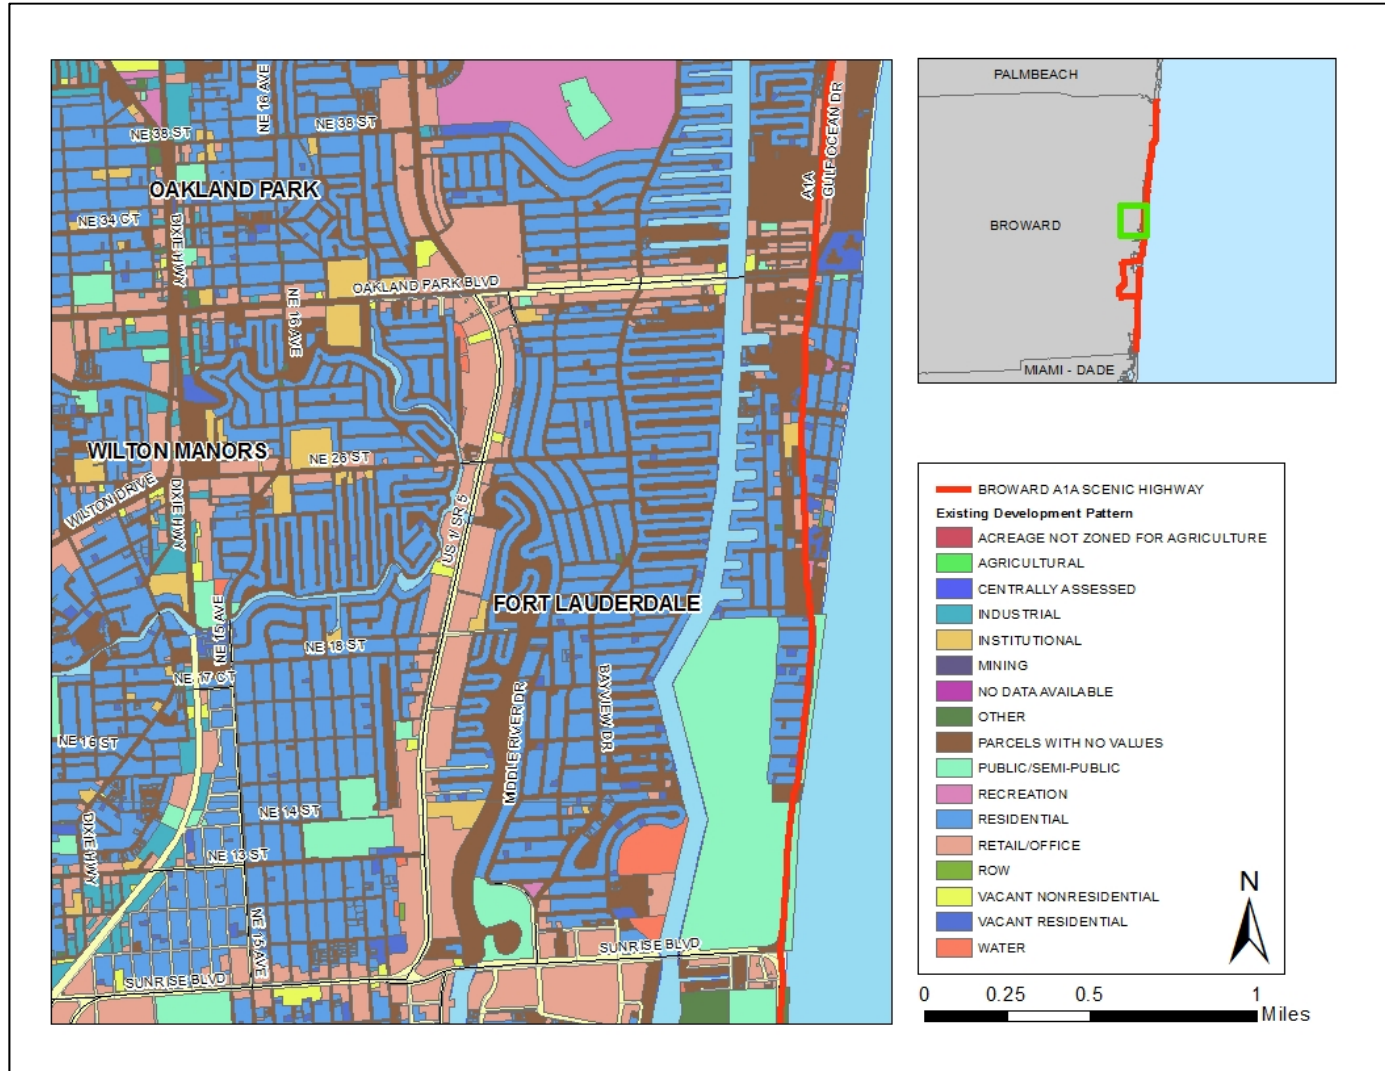 NE 16 AVE
NE 38 ST
NE 38 ST
OAKLAND PARK
NE 34 CT
DIXIE HWY
A1A
GULF OCEAN DR
OAKLAND PARK BLVD
NE 16 AVE
WILTON MANORS
NE 26 ST
WILTON DRIVE
DIXIE HWY
US 1/ SR 5
FORT LAUDERDALE
NE 15 AVE
NE 18 ST
NE 17 CT
BAYVIEW DR
MIDDLE RIVER DR
NE 16 ST
NE 14 ST
DIXIE HWY
NE 13 ST
NE 15 AVE
SUNRISE BLVD
SUNRISE BLVD
PALMBEACH
BROWARD
MIAMI - DADE
BROWARD A1A SCENIC HIGHWAY
Existing Development Pattern
ACREAGE NOT ZONED FOR AGRICULTURE
AGRICULTURAL
CENTRALLY ASSESSED
INDUSTRIAL
INSTITUTIONAL
MINING
NO DATA AVAILABLE
OTHER
PARCELS WITH NO VALUES
PUBLIC/SEMI-PUBLIC
RECREATION
RESIDENTIAL
RETAIL/OFFICE
ROW
VACANT NONRESIDENTIAL
VACANT RESIDENTIAL
WATER
N
0 0.25 0.5 1
Miles